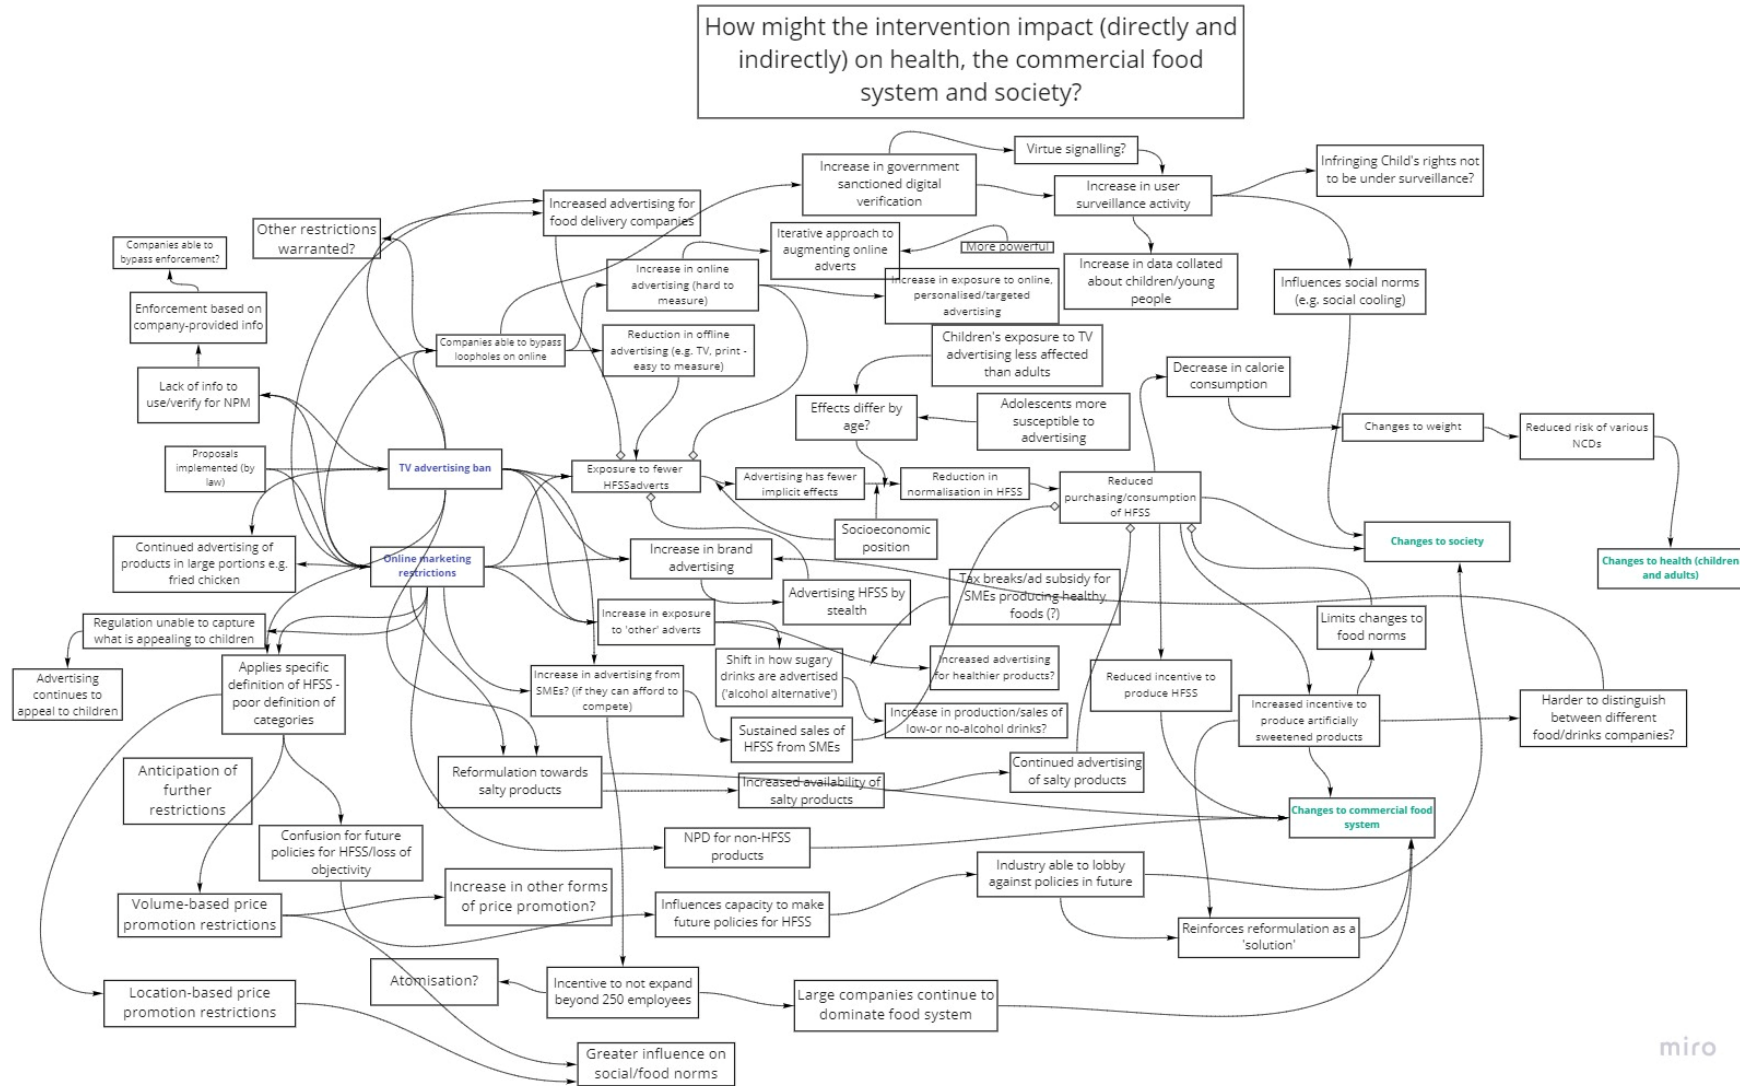 How might the intervention impact (directly and
indirectly) on health, the commercial food
system and society?
Virtue signalling?
Increase in government
sanctioned digital
verification
Infringing Child's rights not
to be under surveillance?
Increase in user
surveillance activity
Increased advertising for
food delivery companies
Other restrictions
warranted?
Companies able to
bypass enforcement?
Iterative approach to
augmenting online
adverts
More powerful
Increase in data collated
about children/young
people
Influences social norms
(e.g. social cooling)
Increase in online
advertising (hard to
measure)
Increase in exposure to online,
personalised/targeted
advertising
Enforcement based on
company-provided info
Companies able to bypass
loopholes on online
Reduction in offline
advertising (e.g. TV, print -
easy to measure)
Children's exposure to TV
advertising less affected
than adults
Decrease in calorie
consumption
Lack of info to
use/verify for NPM
Effects differ by
age?
Adolescents more
susceptible to
advertising
Changes to weight
Reduced risk of various
NCDs
Proposals
implemented (by
law)
TV advertising ban
Exposure to fewer
HFSSadverts
Advertising has fewer
implicit effects
Reduction in
normalisation in HFSS
Reduced
purchasing/consumption
of HFSS
Socioeconomic
position
Changes to society
Changes to health (children
and adults)
Continued advertising of
products in large portions e.g.
fried chicken
Online marketing
restrictions
Increase in brand
advertising
Advertising HFSS by
stealth
Tax breaks/ad subsidy for
SMEs producing healthy
foods (?)
Increase in exposure
to 'other' adverts
Limits changes to
food norms
Regulation unable to capture
what is appealing to children
Advertising
continues to
appeal to children
Applies specific
definition of HFSS -
poor definition of
categories
Increase in advertising from
SMEs? (if they can afford to
compete)
Shift in how sugary
drinks are advertised
('alcohol alternative')
Increased advertising
for healthier products?
Reduced incentive to
produce HFSS
Increased incentive to
produce artificially
sweetened products
Harder to distinguish
between different
food/drinks companies?
Increase in production/sales of
low-or no-alcohol drinks?
Sustained sales of
HFSS from SMEs
Anticipation of
further
restrictions
Reformulation towards
salty products
Increased availability of
salty products
Continued advertising
of salty products
Changes to commercial food
system
Confusion for future
policies for HFSS/loss of
objectivity
NPD for non-HFSS
products
Industry able to lobby
against policies in future
Volume-based price
promotion restrictions
Increase in other forms
of price promotion?
Influences capacity to make
future policies for HFSS
Reinforces reformulation as a
'solution'
Atomisation?
Incentive to not expand
beyond 250 employees
Large companies continue to
dominate food system
Location-based price
promotion restrictions
Greater influence on
social/food norms
miro